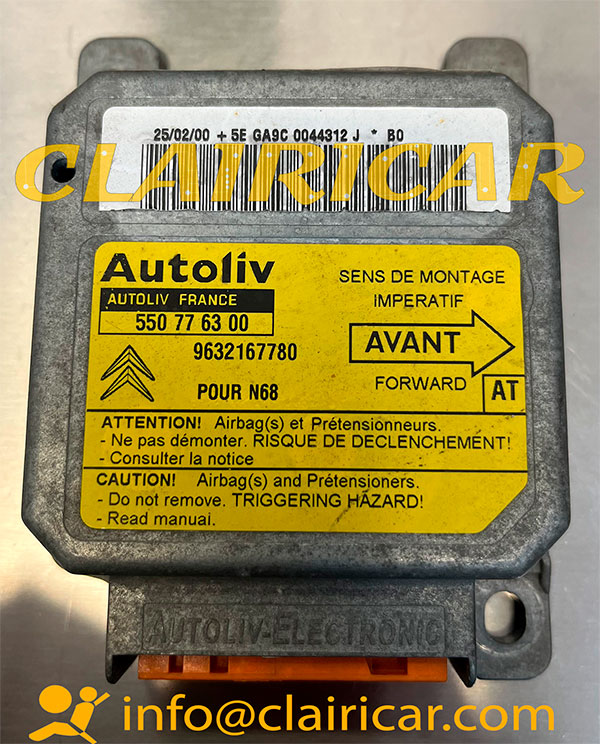 25/02/00 + 5E GA9C 0044312 J * B0
CLAIRICAR
Autoliv
AUTOLIV FRANCE
550 77 63 00
9632167780
POUR N68
SENS DE MONTAGE
IMPERATIF
AVANT
FORWARD
AT
ATTENTION! Airbag(s) et Prétensionneurs.
- Ne pas démonter. RISQUE DE DECLENCHEMENT!
- Consulter la notice
CAUTION! Airbag(s) and Prétensioners.
- Do not remove. TRIGGERING HAZARD!
- Read manuai.
AUTOLIV-ELECTRONIC
info@clairicar.com